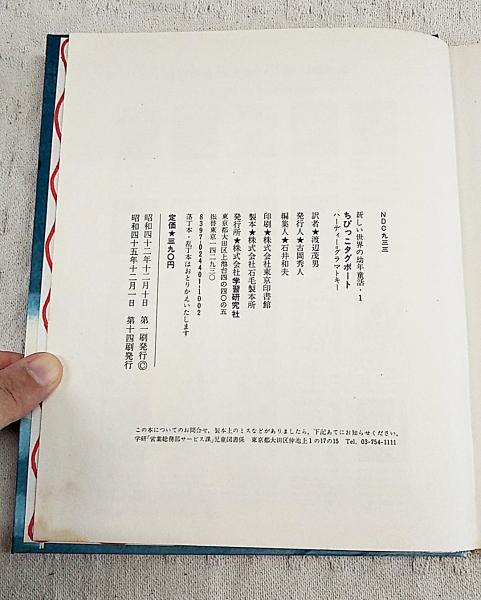 NDC九三三
新しい世界の幼年童話・1
ちびっこタグボート
ハーディー＝グラマトキー
訳者★渡辺茂男
発行人★古岡秀人
編集人★石井和夫
印刷★株式会社東京印書館
製本★株式会社石毛製本所
発行所★株式会社学習研究社
東京都大田区上池台四の四〇の五
振替東京一四二九三〇
8397-024401-1002
落丁本・乱丁本はおとりかえいたします
定価★三九〇円
昭和四十二年十二月十日 第一刷発行Ⓒ
昭和四十五年十二月一日 第十四刷発行
この本についてのお問合せ、製本上のミスなどがありましたら、下記あてにお知らせください。
学研「営業総務部サービス課」児童図書係 東京都大田区仲池上1の17の15 Tel. 03-754-1111